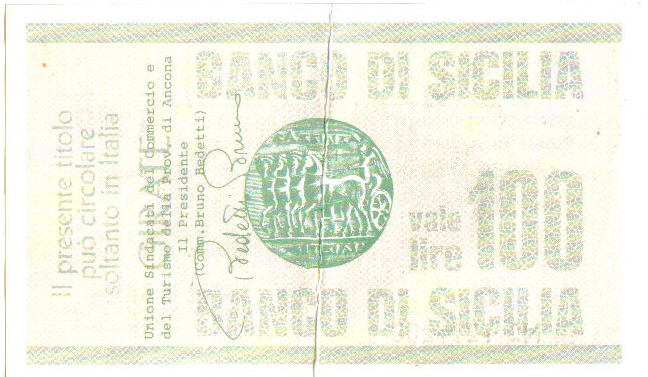 BANCO DI SICILIA
vale
lire
100
BANCO DI SICILIA
Il presente titolo
può circolare
soltanto in Italia
Unione Sindacati del Commercio e
del Turismo della Prov. di Ancona
Il Presidente
(Comm.Bruno Bedetti)